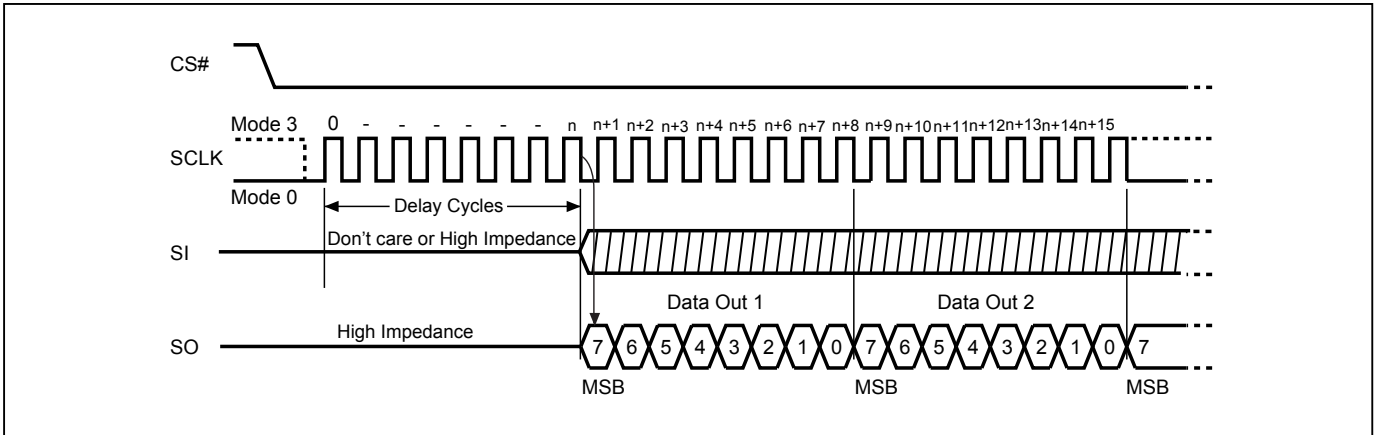 CS#
Mode 3 0 - - - - - - n n+1 n+2 n+3 n+4 n+5 n+6 n+7 n+8 n+9 n+10 n+11 n+12 n+13 n+14 n+15
SCLK
Mode 0
Delay Cycles
Don't care or High Impedance
SI
Data Out 1 Data Out 2
High Impedance
SO 7 6 5 4 3 2 1 0 7 6 5 4 3 2 1 0 7
MSB MSB MSB